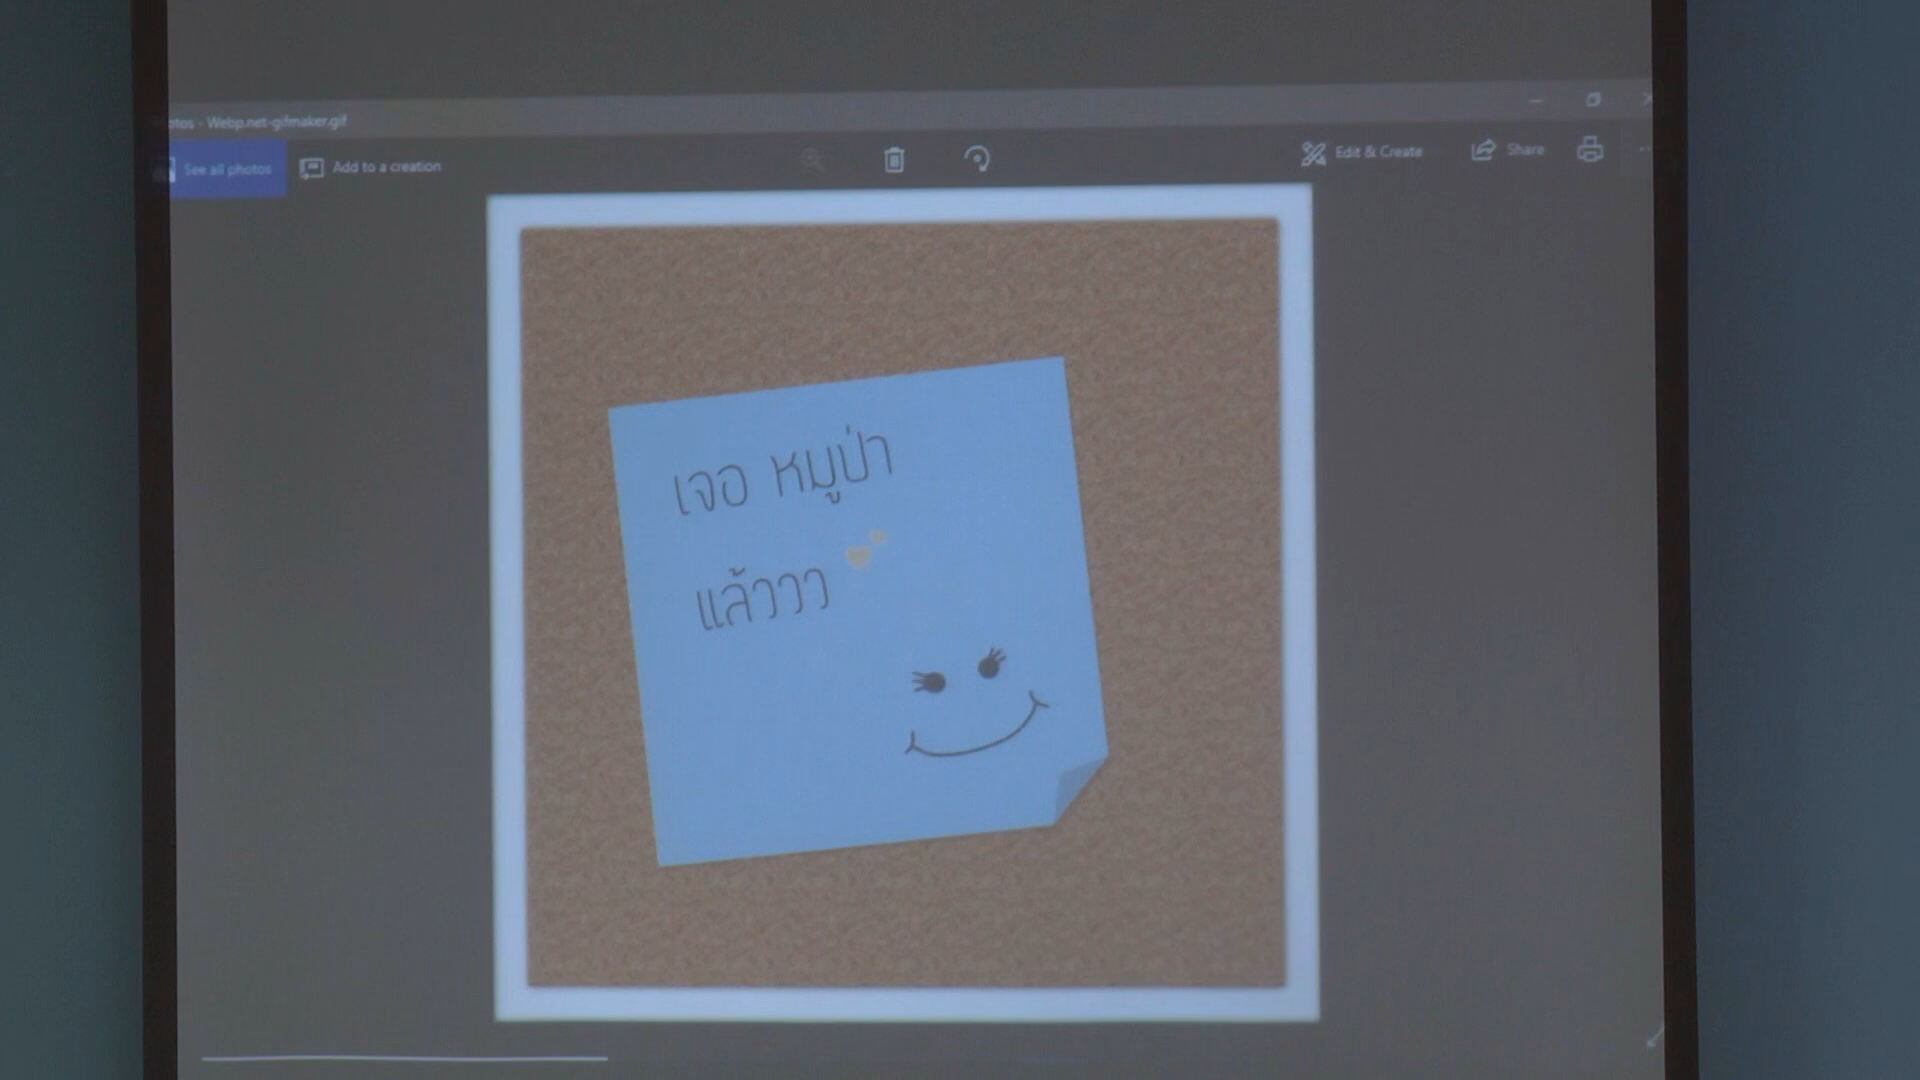 otos - Webp.net-gifmaker.gif
See all photos
Add to a creation
Edit & Create
Share
เจอ หมูป่า
แล้ววว